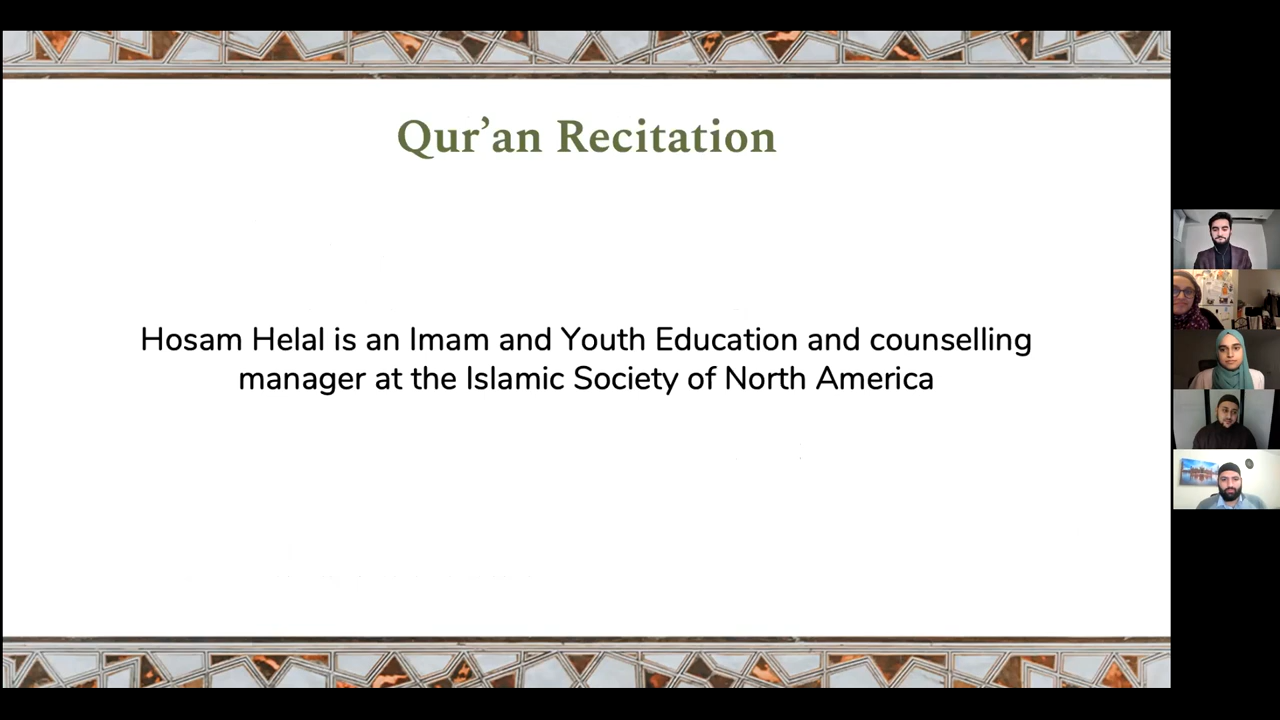 Qur’an Recitation
Hosam Helal is an Imam and Youth Education and counselling
manager at the Islamic Society of North America